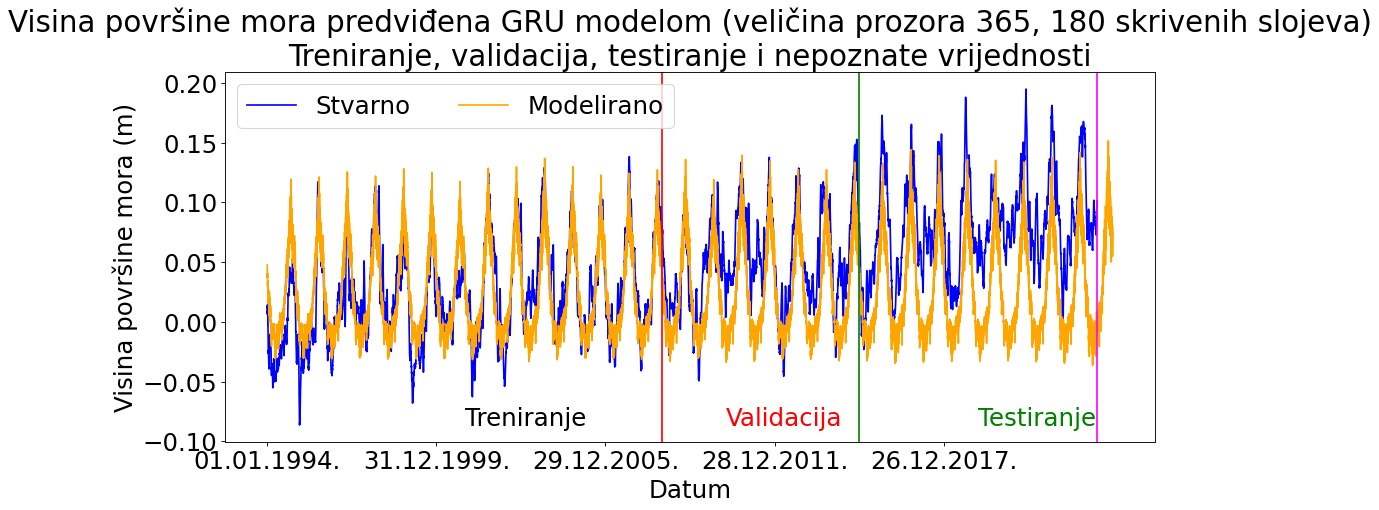 Visina površine mora predviđena GRU modelom (veličina prozora 365, 180 skrivenih slojeva)
Treniranje, validacija, testiranje i nepoznate vrijednosti
Stvarno
Modelirano
Visina površine mora (m)
0.20
0.15
0.10
0.05
0.00
−0.05
−0.10
Treniranje
Validacija
Testiranje
01.01.1994.
31.12.1999.
29.12.2005.
28.12.2011.
26.12.2017.
Datum